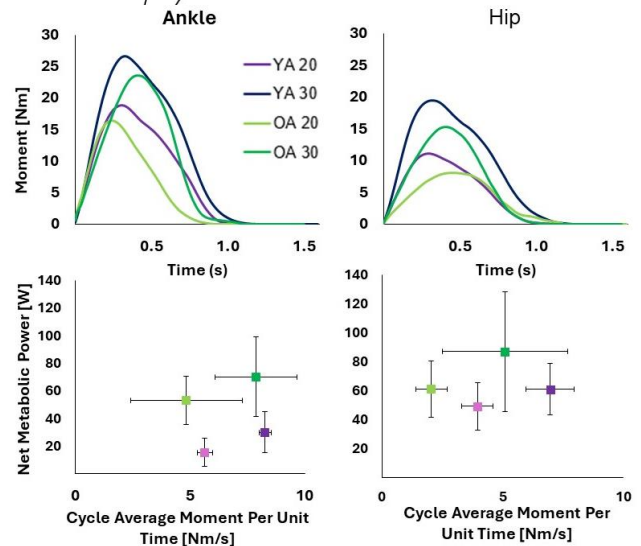 Ankle
Hip
30
25
20
15
10
5
0
Moment [Nm]
0.5
1.0
1.5
Time (s)
YA 20
YA 30
OA 20
OA 30
30
25
20
15
10
5
0
0.5
1.0
1.5
Time (s)
140
120
100
80
60
40
20
Net Metabolic Power [W]
0
5
10
Cycle Average Moment Per Unit
Time [Nm/s]
140
120
100
80
60
40
20
0
5
10
Cycle Average Moment Per
Unit Time [Nm/s]